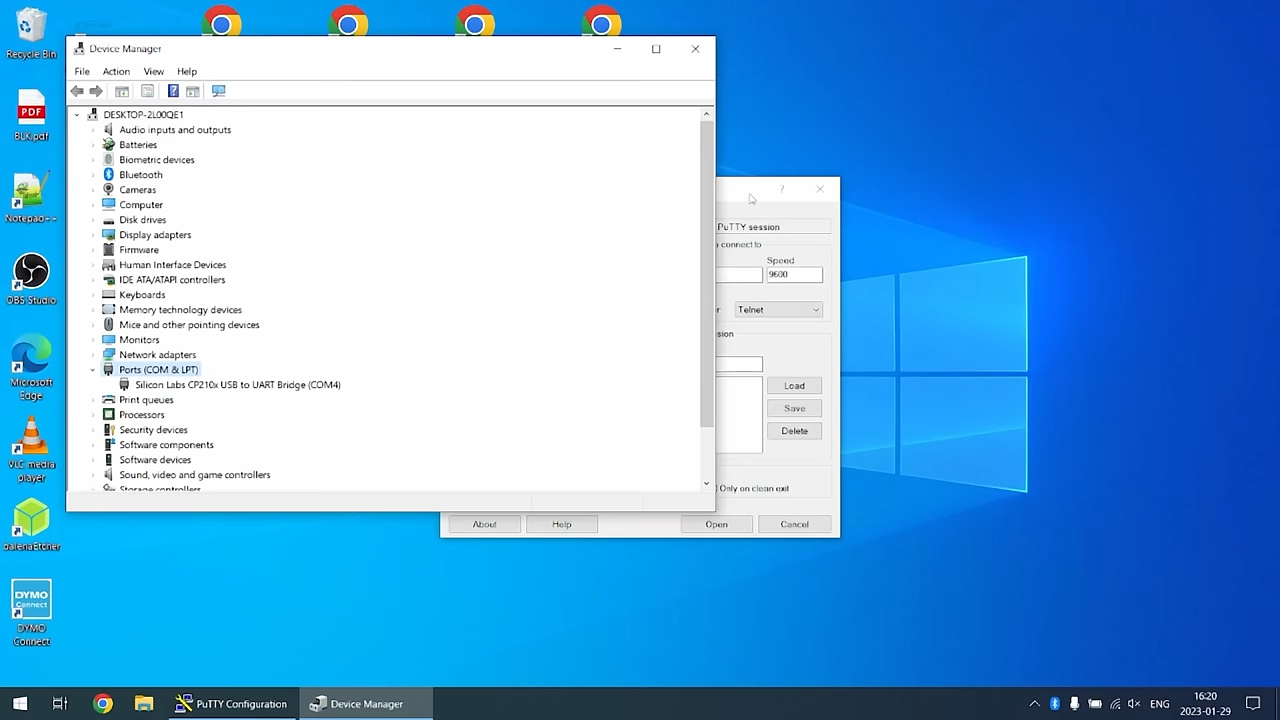 Recycle Bin
BLK.pdf
Notepad++
OBS Studio
Microsoft
Edge
VLC media
player
balenaEtcher
DYMO
Connect
DYMO
Connect
Device Manager
File Action View Help
DESKTOP-2L00QE1
Audio inputs and outputs
Batteries
Biometric devices
Bluetooth
Cameras
Computer
Disk drives
Display adapters
Firmware
Human Interface Devices
IDE ATA/ATAPI controllers
Keyboards
Memory technology devices
Mice and other pointing devices
Monitors
Network adapters
Ports (COM & LPT)
Silicon Labs CP210x USB to UART Bridge (COM4)
Print queues
Processors
Security devices
Software components
Software devices
Sound, video and game controllers
Storage controllers
PuTTY session
connect to
Speed
9600
Telnet
Load
Save
Delete
Only on clean exit
About Help Open Cancel
PuTTY Configuration
Device Manager
ENG
16:20
2023-01-29